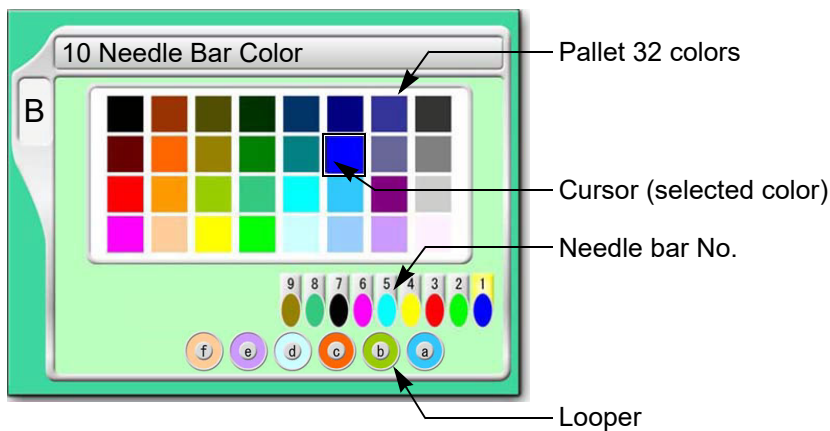 10 Needle Bar Color
Pallet 32 colors
B
Cursor (selected color)
Needle bar No.
9 8 7 6 5 4 3 2 1
f e d c b a
Looper